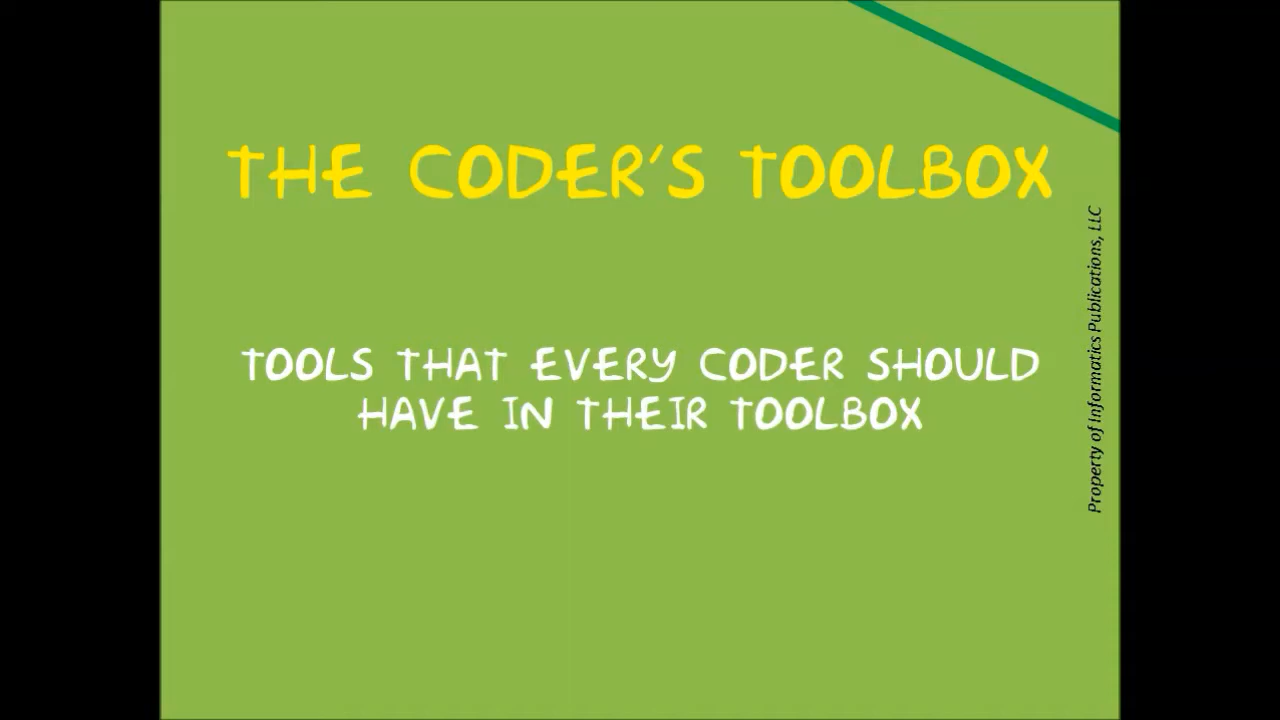 THE CODER'S TOOLBOX
TOOLS THAT EVERY CODER SHOULD
HAVE IN THEIR TOOLBOX
Property of Informatics Publications, LLC